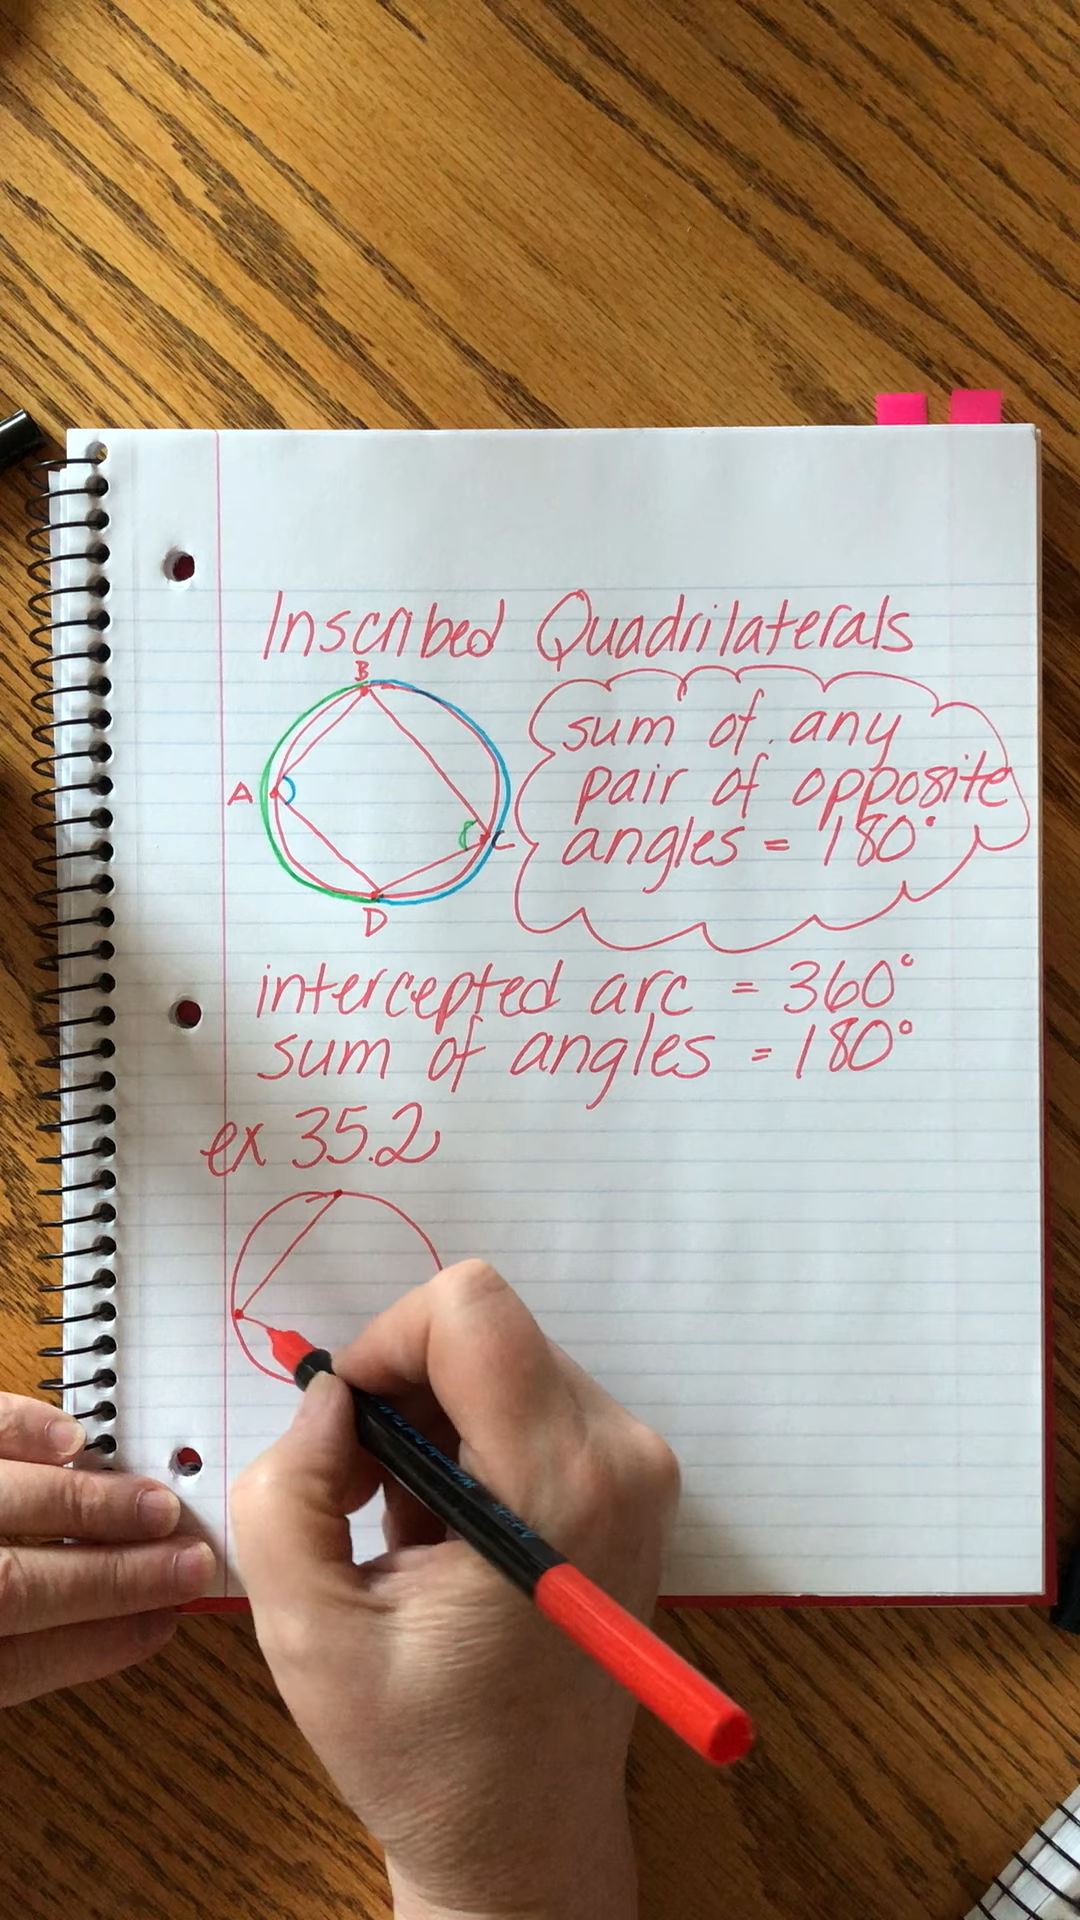 Inscribed Quadrilaterals
B
A
C
D
sum of any
pair of opposite
angles = 180°
intercepted arc = 360°
sum of angles = 180°
ex 35.2